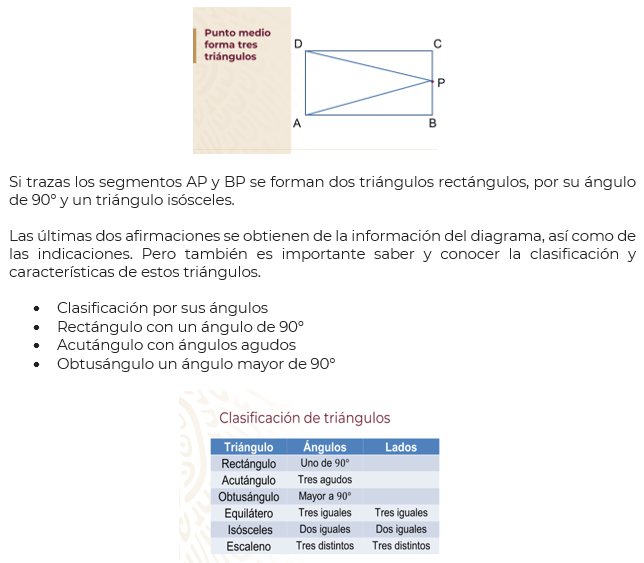 Punto medio
forma tres
triángulos
D
C
P
A
B
Si trazas los segmentos AP y BP se forman dos triángulos rectángulos, por su ángulo
de 90° y un triángulo isósceles.
Las últimas dos afirmaciones se obtienen de la información del diagrama, así como de
las indicaciones. Pero también es importante saber y conocer la clasificación y
características de estos triángulos.
• Clasificación por sus ángulos
• Rectángulo con un ángulo de 90°
• Acutángulo con ángulos agudos
• Obtusángulo un ángulo mayor de 90°
Clasificación de triángulos
Triángulo Ángulos Lados
Rectángulo Uno de 90°
Acutángulo Tres agudos
Obtusángulo Mayor a 90°
Equilátero Tres iguales Tres iguales
Isósceles Dos iguales Dos iguales
Escaleno Tres distintos Tres distintos